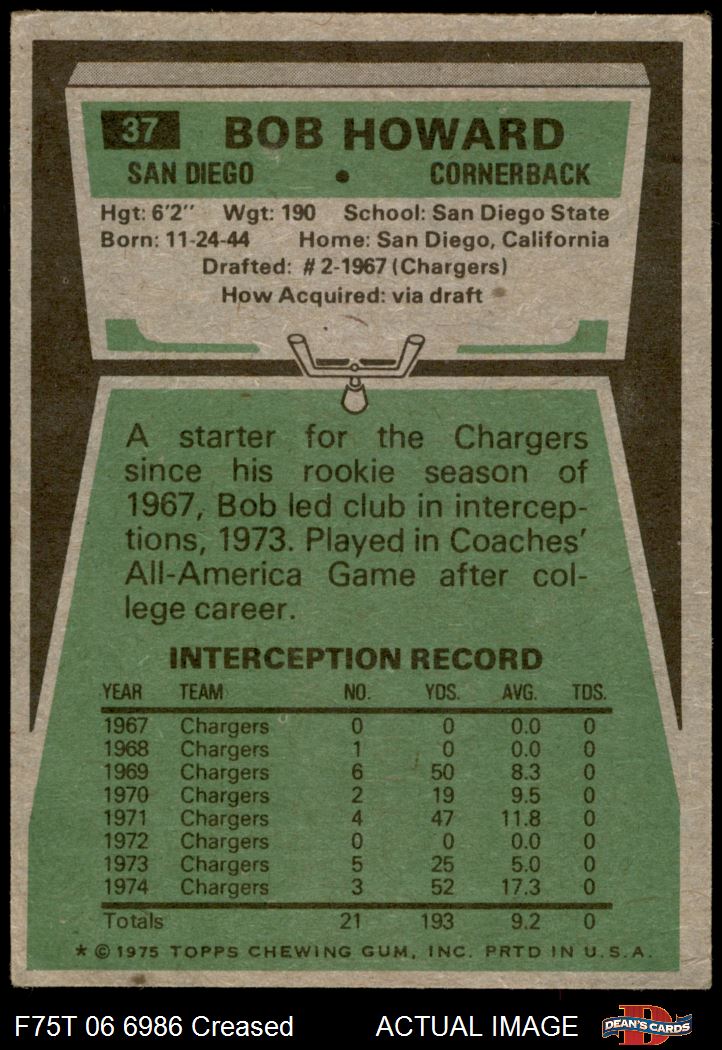 37 BOB HOWARD
SAN DIEGO • CORNERBACK
Hgt: 6'2" Wgt: 190 School: San Diego State
Born: 11-24-44 Home: San Diego, California
Drafted: #2-1967 (Chargers)
How Acquired: via draft
A starter for the Chargers
since his rookie season of
1967, Bob led club in intercep-
tions, 1973. Played in Coaches'
All-America Game after col-
lege career.
INTERCEPTION RECORD
YEAR TEAM NO. YDS. AVG. TDS.
1967 Chargers 0 0 0.0 0
1968 Chargers 1 0 0.0 0
1969 Chargers 6 50 8.3 0
1970 Chargers 2 19 9.5 0
1971 Chargers 4 47 11.8 0
1972 Chargers 0 0 0.0 0
1973 Chargers 5 25 5.0 0
1974 Chargers 3 52 17.3 0
Totals 21 193 9.2 0
* © 1975 TOPPS CHEWING GUM, INC. PRTD IN U.S.A.
F75T 06 6986 Creased ACTUAL IMAGE D DEAN'S CARDS